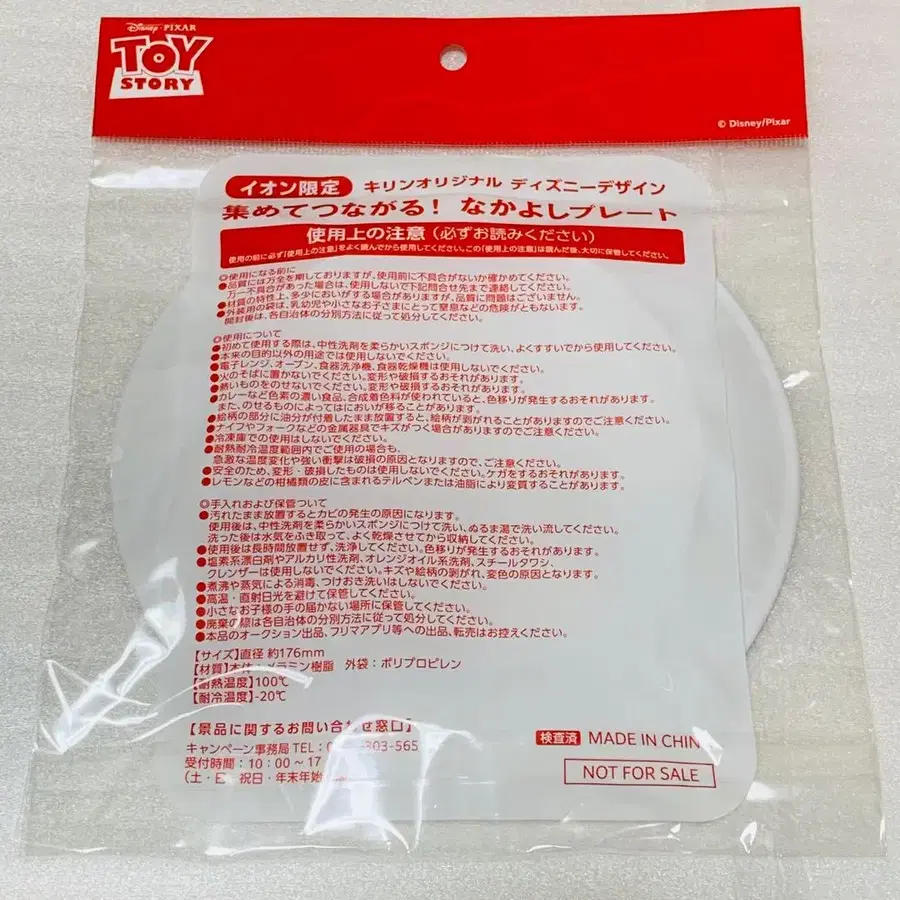 Disney・PIXAR
TOY
STORY
© Disney/Pixar
イオン限定 キリンオリジナル ディズニーデザイン
集めてつながる！ なかよしプレート
使用上の注意（必ずお読みください）
使用の前に必ず「使用上の注意」をよく読んでから使用してください。この「使用上の注意」は読んだ後、大切に保管してください。
◎使用になる前に
●品質には万全を期しておりますが、使用前に不具合がないか確かめてください。
万一不具合があった場合は、使用しないで下記問合せ先まで連絡してください。
●材質の特性上、多少においがする場合がありますが、品質に問題はございません。
●外装用の袋は、乳幼児や小さなお子さまにとって窒息などの危険がともないます。
開封後は、各自治体の分別方法に従って処分してください。
◎使用について
●初めて使用する際は、中性洗剤を柔らかいスポンジにつけて洗い、よくすすいでから使用してください。
●本来の目的以外の用途では使用しないでください。
●電子レンジ、オーブン、食器洗浄機、食器乾燥機は使用しないでください。
●火のそばに置かないでください。変形や破損するおそれがあります。
●熱いものをのせないでください。変形や破損するおそれがあります。
●カレーなど色素の濃い食品、合成着色料が使われていると、色移りが発生するおそれがあります。
また、のせるものによってはにおいが移ることがあります。
●絵柄の部分に油分が付着したまま放置すると、絵柄が剥がれることがありますのでご注意ください。
●ナイフやフォークなどの金属器具でキズがつく場合がありますのでご注意ください。
●冷凍庫での使用はしないでください。
●耐熱耐冷温度範囲内でご使用の場合も、
急激な温度変化や強い衝撃は破損の原因となりますので、ご注意ください。
●安全のため、変形・破損したものは使用しないでください。ケガをするおそれがあります。
●レモンなどの柑橘類の皮に含まれるテルペンまたは油脂により変質することがあります。
◎手入れおよび保管ついて
●汚れたまま放置するとカビの発生の原因になります。
使用後は、中性洗剤を柔らかいスポンジにつけて洗い、ぬるま湯で洗い流してください。
洗った後は水気をふき取って、よく乾燥させてから収納してください。
●使用後は長時間放置せず、洗浄してください。色移りが発生するおそれがあります。
●塩素系漂白剤やアルカリ性洗剤、オレンジオイル系洗剤、スチールタワシ、
クレンザーは使用しないでください。キズや絵柄の剥がれ、変色の原因となります。
●煮沸や蒸気による消毒、つけおき洗いはしないでください。
●高温・直射日光を避けて保管してください。
●小さなお子様の手の届かない場所に保管してください。
●廃棄の際は各自治体の分別方法に従って処分してください。
●本品のオークション出品、フリマアプリ等への出品、転売はお控えください。
【サイズ】直径 約176mm
【材質】本体：メラミン樹脂 外袋：ポリプロピレン
【耐熱温度】100℃
【耐冷温度】-20℃
【景品に関するお問い合わせ窓口】
キャンペーン事務局 TEL： -303-565
受付時間：10：00～17
（土・日 祝日・年末年始
検査済 MADE IN CHIN
NOT FOR SALE